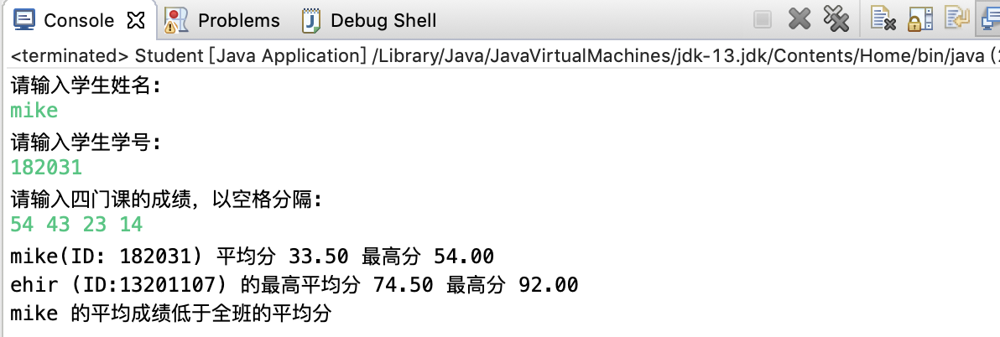 Console Problems Debug Shell
<terminated> Student [Java Application] /Library/Java/JavaVirtualMachines/jdk-13.jdk/Contents/Home/bin/java (
请输入学生姓名:
mike
请输入学生学号:
182031
请输入四门课的成绩，以空格分隔:
54 43 23 14
mike(ID: 182031) 平均分 33.50 最高分 54.00
ehir (ID:13201107) 的最高平均分 74.50 最高分 92.00
mike 的平均成绩低于全班的平均分